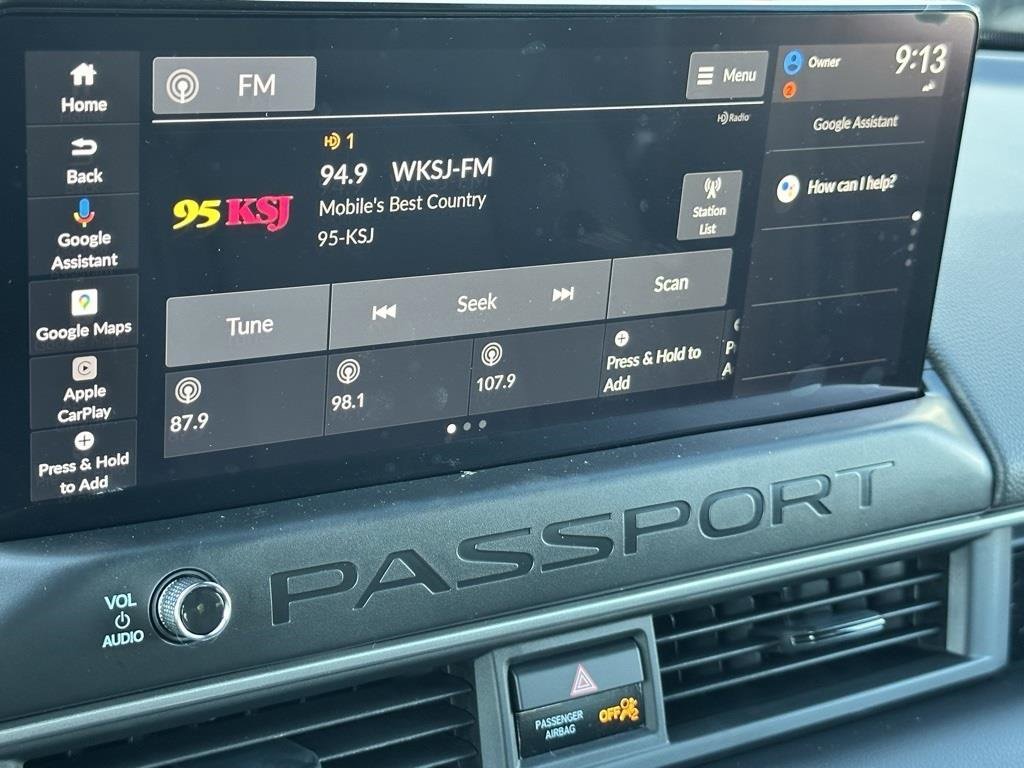 Home
Back
Google
Assistant
Google Maps
Apple
CarPlay
Press & Hold
to Add
FM
Menu
HD Radio
HD 1
94.9 WKSJ-FM
Mobile's Best Country
95-KSJ
95 KSJ
Station
List
Tune
Seek
Scan
87.9
98.1
107.9
Press & Hold to
Add
P
A
Owner
2
9:13
Google Assistant
How can I help?
PASSPORT
VOL
AUDIO
PASSENGER
AIRBAG
OFF
2